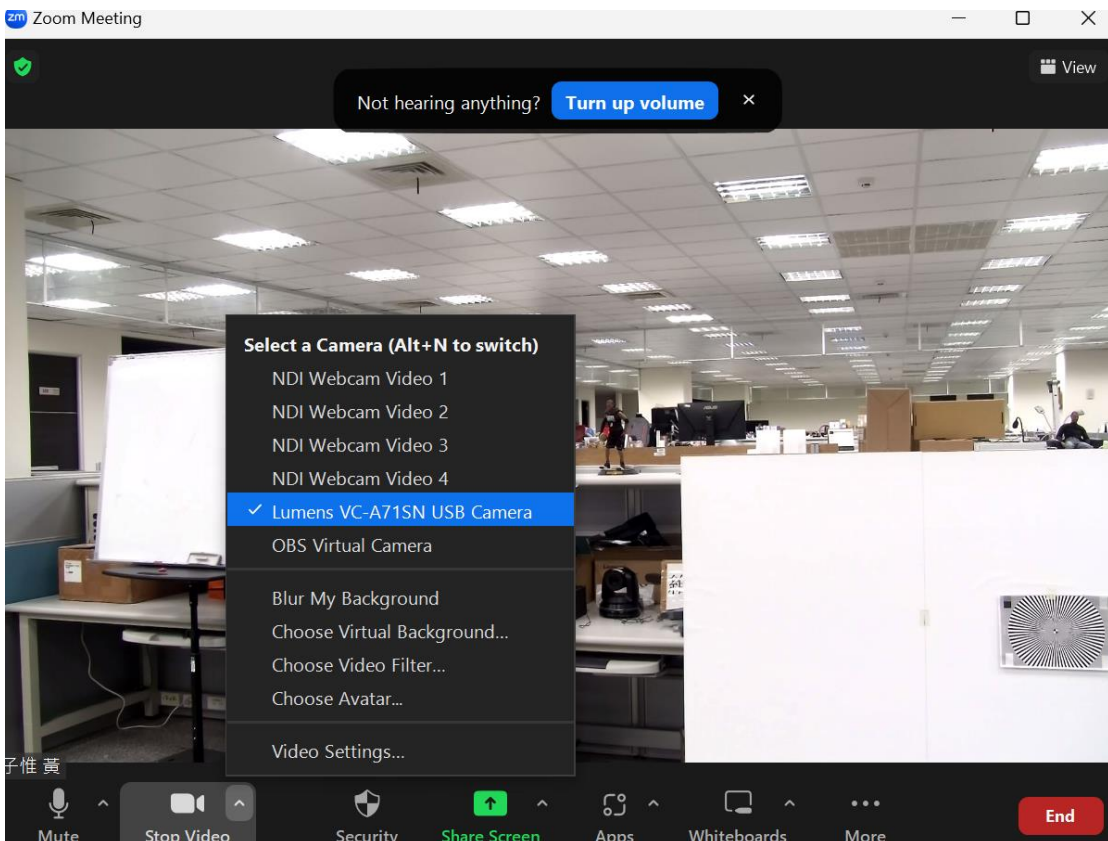 zm Zoom Meeting
View
Not hearing anything? Turn up volume
Select a Camera (Alt+N to switch)
NDI Webcam Video 1
NDI Webcam Video 2
NDI Webcam Video 3
NDI Webcam Video 4
Lumens VC-A71SN USB Camera
OBS Virtual Camera
Blur My Background
Choose Virtual Background...
Choose Video Filter...
Choose Avatar...
Video Settings...
子惟 黃
Mute
Stop Video
Security
Share Screen
Apps
Whiteboards
More
End